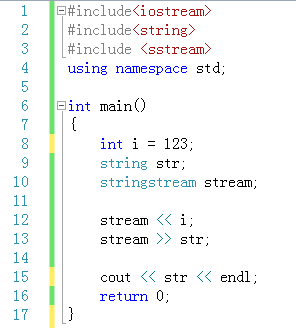 1 #include<iostream>
2 #include<string>
3 #include <sstream>
4 using namespace std;
5
6 int main()
7 {
8 int i = 123;
9 string str;
10 stringstream stream;
11
12 stream << i;
13 stream >> str;
14
15 cout << str << endl;
16 return 0;
17 }